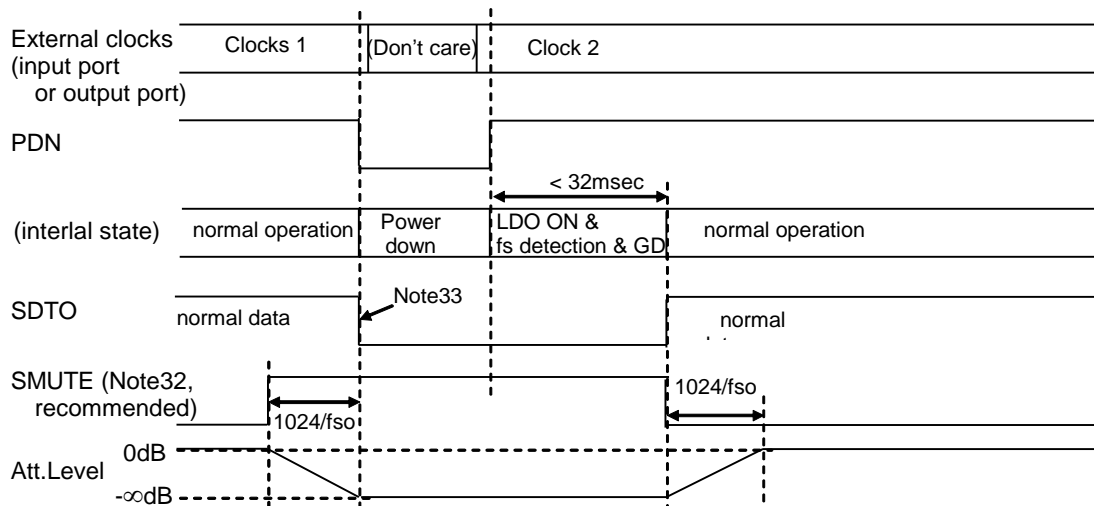 External clocks
(input port
or output port)
Clocks 1
(Don't care)
Clock 2
PDN
< 32msec
(interlal state)
normal operation
Power
down
LDO ON &
fs detection & GD
normal operation
SDTO
normal data
Note33
normal
SMUTE (Note32,
recommended)
1024/fso
1024/fso
Att.Level
0dB
-∞dB